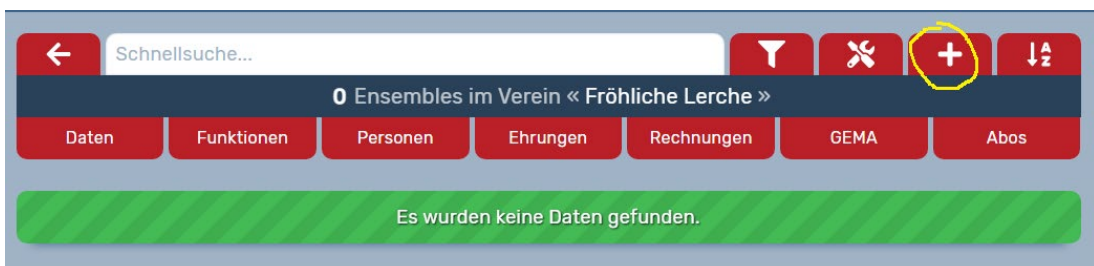 Schnellsuche...
0 Ensembles im Verein « Fröhliche Lerche »
Daten Funktionen Personen Ehrungen Rechnungen GEMA Abos
Es wurden keine Daten gefunden.